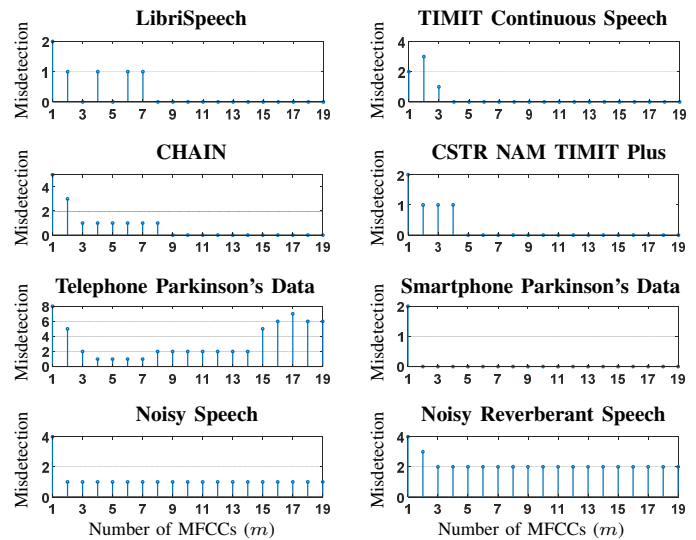 LibriSpeech
Misdetection
2
1
0
1 3 5 7 9 11 13 15 17 19
TIMIT Continuous Speech
Misdetection
4
2
0
1 3 5 7 9 11 13 15 17 19
CHAIN
Misdetection
4
2
0
1 3 5 7 9 11 13 15 17 19
CSTR NAM TIMIT Plus
Misdetection
2
1
0
1 3 5 7 9 11 13 15 17 19
Telephone Parkinson's Data
Misdetection
8
6
4
2
0
1 3 5 7 9 11 13 15 17 19
Smartphone Parkinson's Data
Misdetection
2
1
0
1 3 5 7 9 11 13 15 17 19
Noisy Speech
Misdetection
4
2
0
1 3 5 7 9 11 13 15 17 19
Number of MFCCs (m)
Noisy Reverberant Speech
Misdetection
4
2
0
1 3 5 7 9 11 13 15 17 19
Number of MFCCs (m)